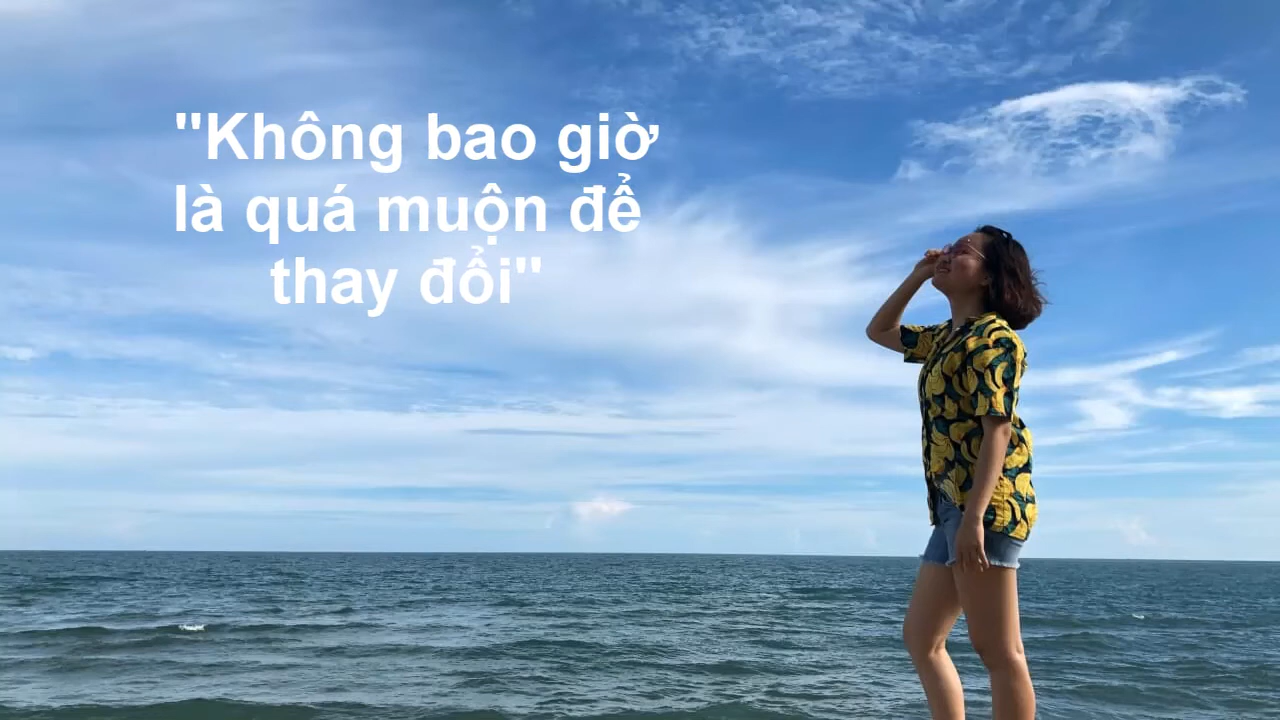 "Không bao giờ
là quá muộn để
thay đổi"